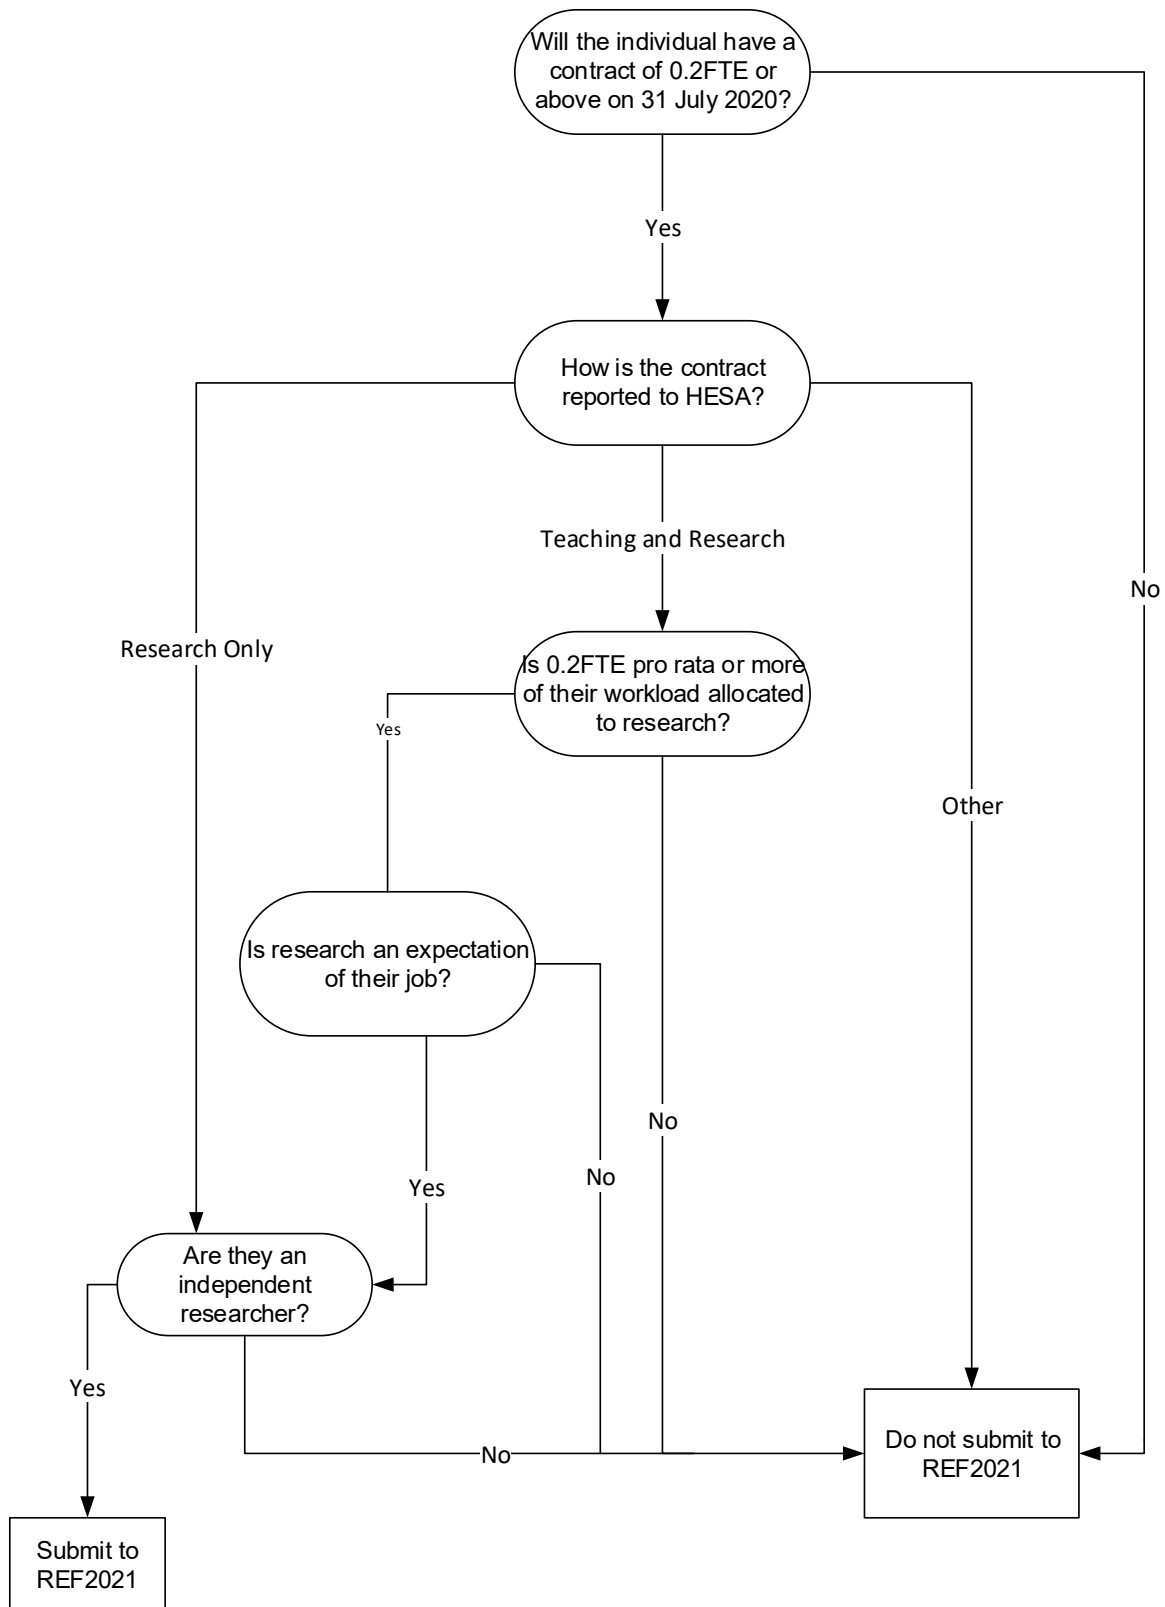 Will the individual have a
contract of 0.2FTE or
above on 31 July 2020?
Yes
How is the contract
reported to HESA?
Teaching and Research
No
Research Only
Is 0.2FTE pro rata or more
of their workload allocated
to research?
Yes
Other
Is research an expectation
of their job?
No
No
Yes
Are they an
independent
researcher?
Yes
No
Do not submit to
REF2021
Submit to
REF2021